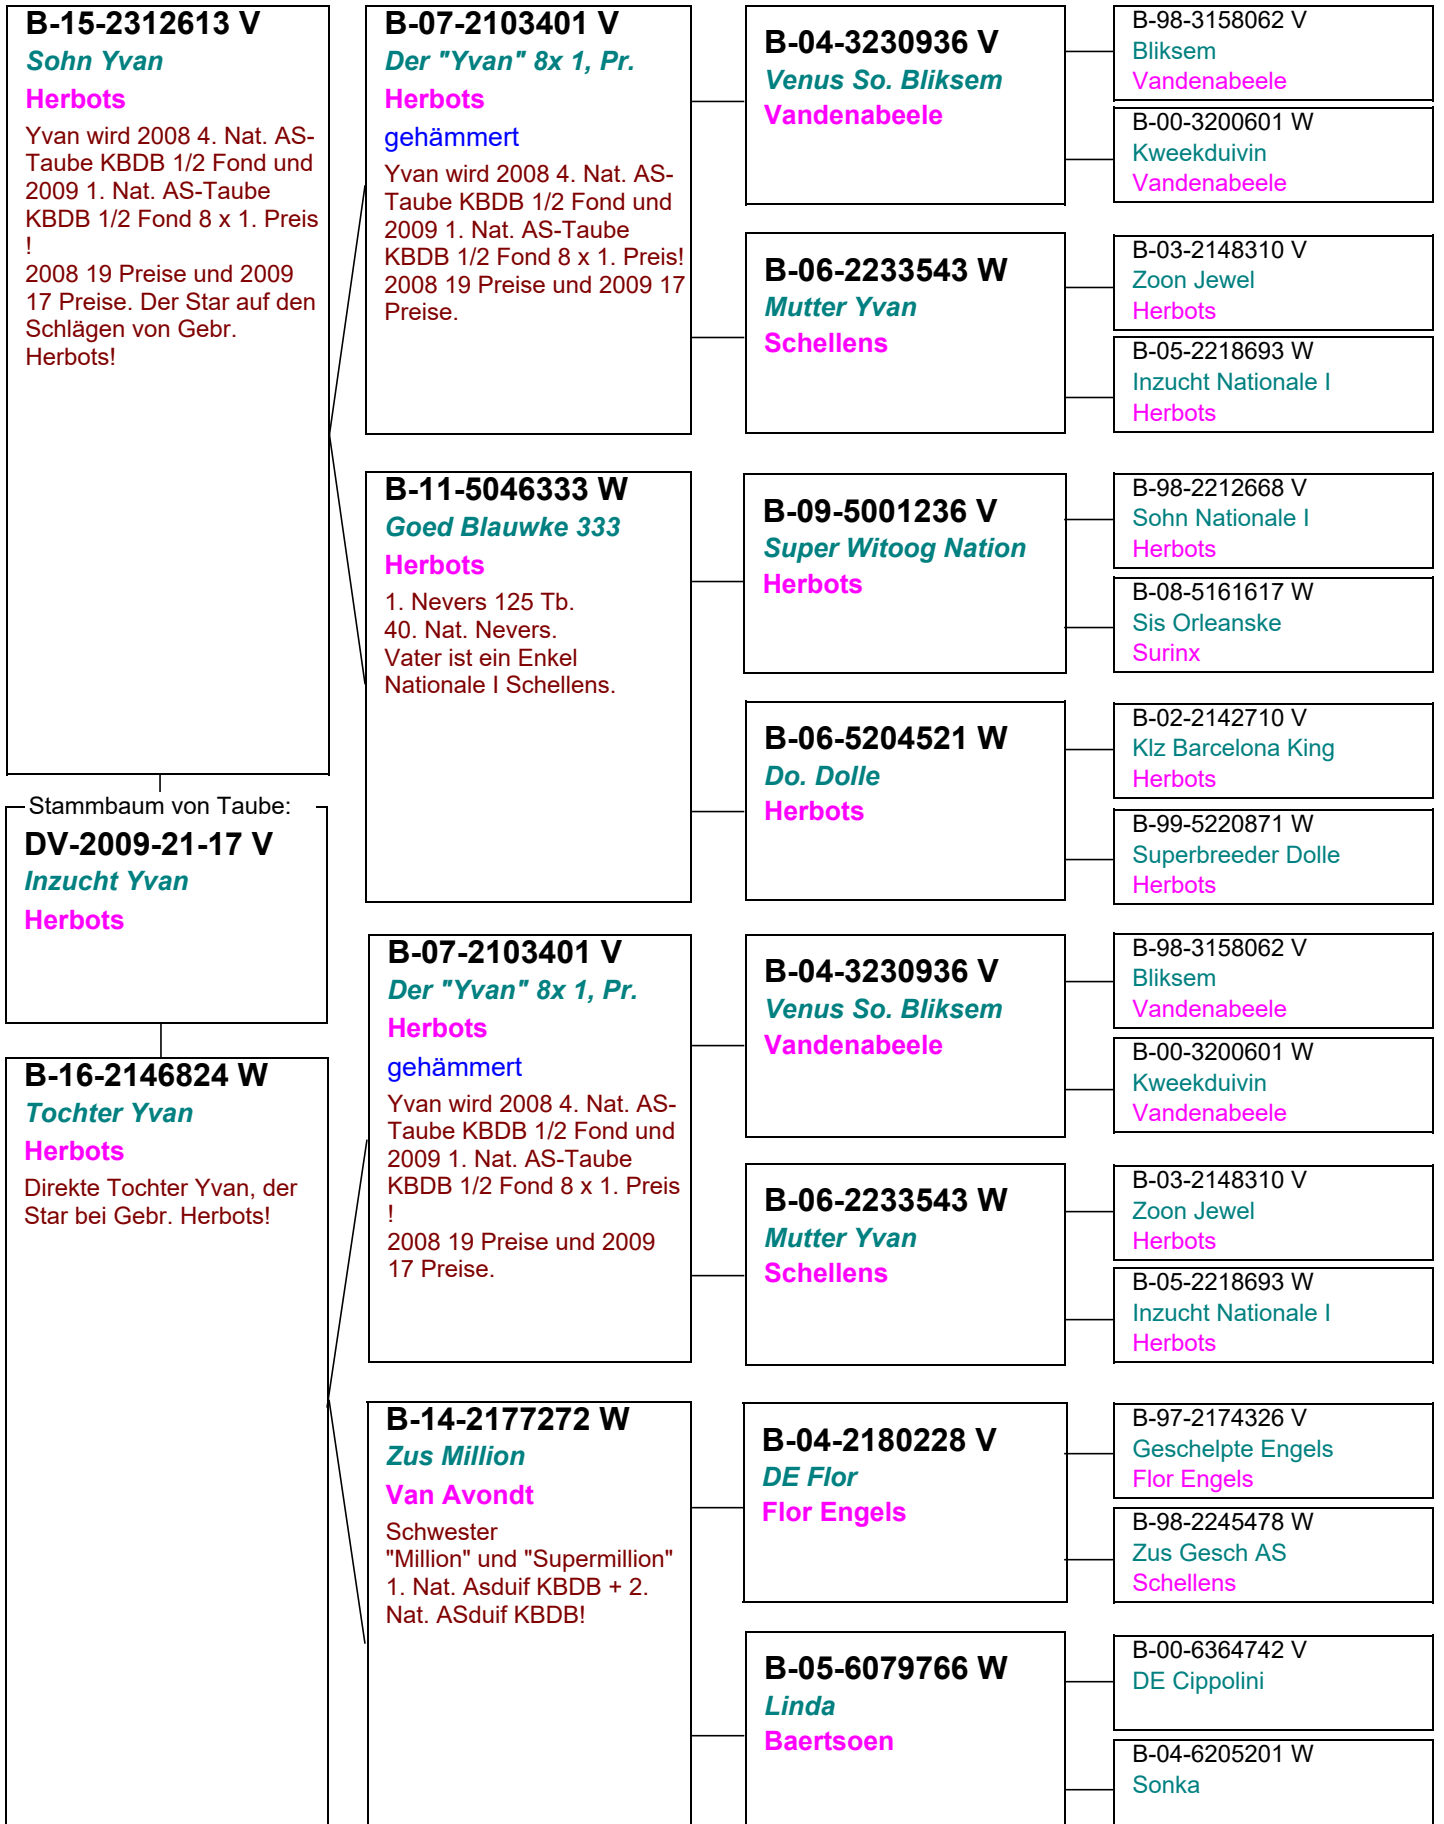 B-15-2312613 V
Sohn Yvan
Herbots
Yvan wird 2008 4. Nat. AS-
Taube KBDB 1/2 Fond und
2009 1. Nat. AS-Taube
KBDB 1/2 Fond 8 x 1. Preis
!
2008 19 Preise und 2009
17 Preise. Der Star auf den
Schlägen von Gebr.
Herbots!
Stammbaum von Taube:
DV-2009-21-17 V
Inzucht Yvan
Herbots
B-16-2146824 W
Tochter Yvan
Herbots
Direkte Tochter Yvan, der
Star bei Gebr. Herbots!
B-07-2103401 V
Der "Yvan" 8x 1, Pr.
Herbots
gehämmert
Yvan wird 2008 4. Nat. AS-
Taube KBDB 1/2 Fond und
2009 1. Nat. AS-Taube
KBDB 1/2 Fond 8 x 1. Preis!
2008 19 Preise und 2009 17
Preise.
B-11-5046333 W
Goed Blauwke 333
Herbots
1. Nevers 125 Tb.
40. Nat. Nevers.
Vater ist ein Enkel
Nationale I Schellens.
B-07-2103401 V
Der "Yvan" 8x 1, Pr.
Herbots
gehämmert
Yvan wird 2008 4. Nat. AS-
Taube KBDB 1/2 Fond und
2009 1. Nat. AS-Taube
KBDB 1/2 Fond 8 x 1. Preis
!
2008 19 Preise und 2009
17 Preise.
B-14-2177272 W
Zus Million
Van Avondt
Schwester
"Million" und "Supermillion"
1. Nat. Asduif KBDB + 2.
Nat. ASduif KBDB!
B-04-3230936 V
Venus So. Bliksem
Vandenabeele
B-06-2233543 W
Mutter Yvan
Schellens
B-09-5001236 V
Super Witoog Nation
Herbots
B-06-5204521 W
Do. Dolle
Herbots
B-04-3230936 V
Venus So. Bliksem
Vandenabeele
B-06-2233543 W
Mutter Yvan
Schellens
B-04-2180228 V
DE Flor
Flor Engels
B-05-6079766 W
Linda
Baertsoen
B-98-3158062 V
Bliksem
Vandenabeele
B-00-3200601 W
Kweekduivin
Vandenabeele
B-03-2148310 V
Zoon Jewel
Herbots
B-05-2218693 W
Inzucht Nationale I
Herbots
B-98-2212668 V
Sohn Nationale I
Herbots
B-08-5161617 W
Sis Orleanske
Surinx
B-02-2142710 V
Klz Barcelona King
Herbots
B-99-5220871 W
Superbreeder Dolle
Herbots
B-98-3158062 V
Bliksem
Vandenabeele
B-00-3200601 W
Kweekduivin
Vandenabeele
B-03-2148310 V
Zoon Jewel
Herbots
B-05-2218693 W
Inzucht Nationale I
Herbots
B-97-2174326 V
Geschelpte Engels
Flor Engels
B-98-2245478 W
Zus Gesch AS
Schellens
B-00-6364742 V
DE Cippolini
B-04-6205201 W
Sonka